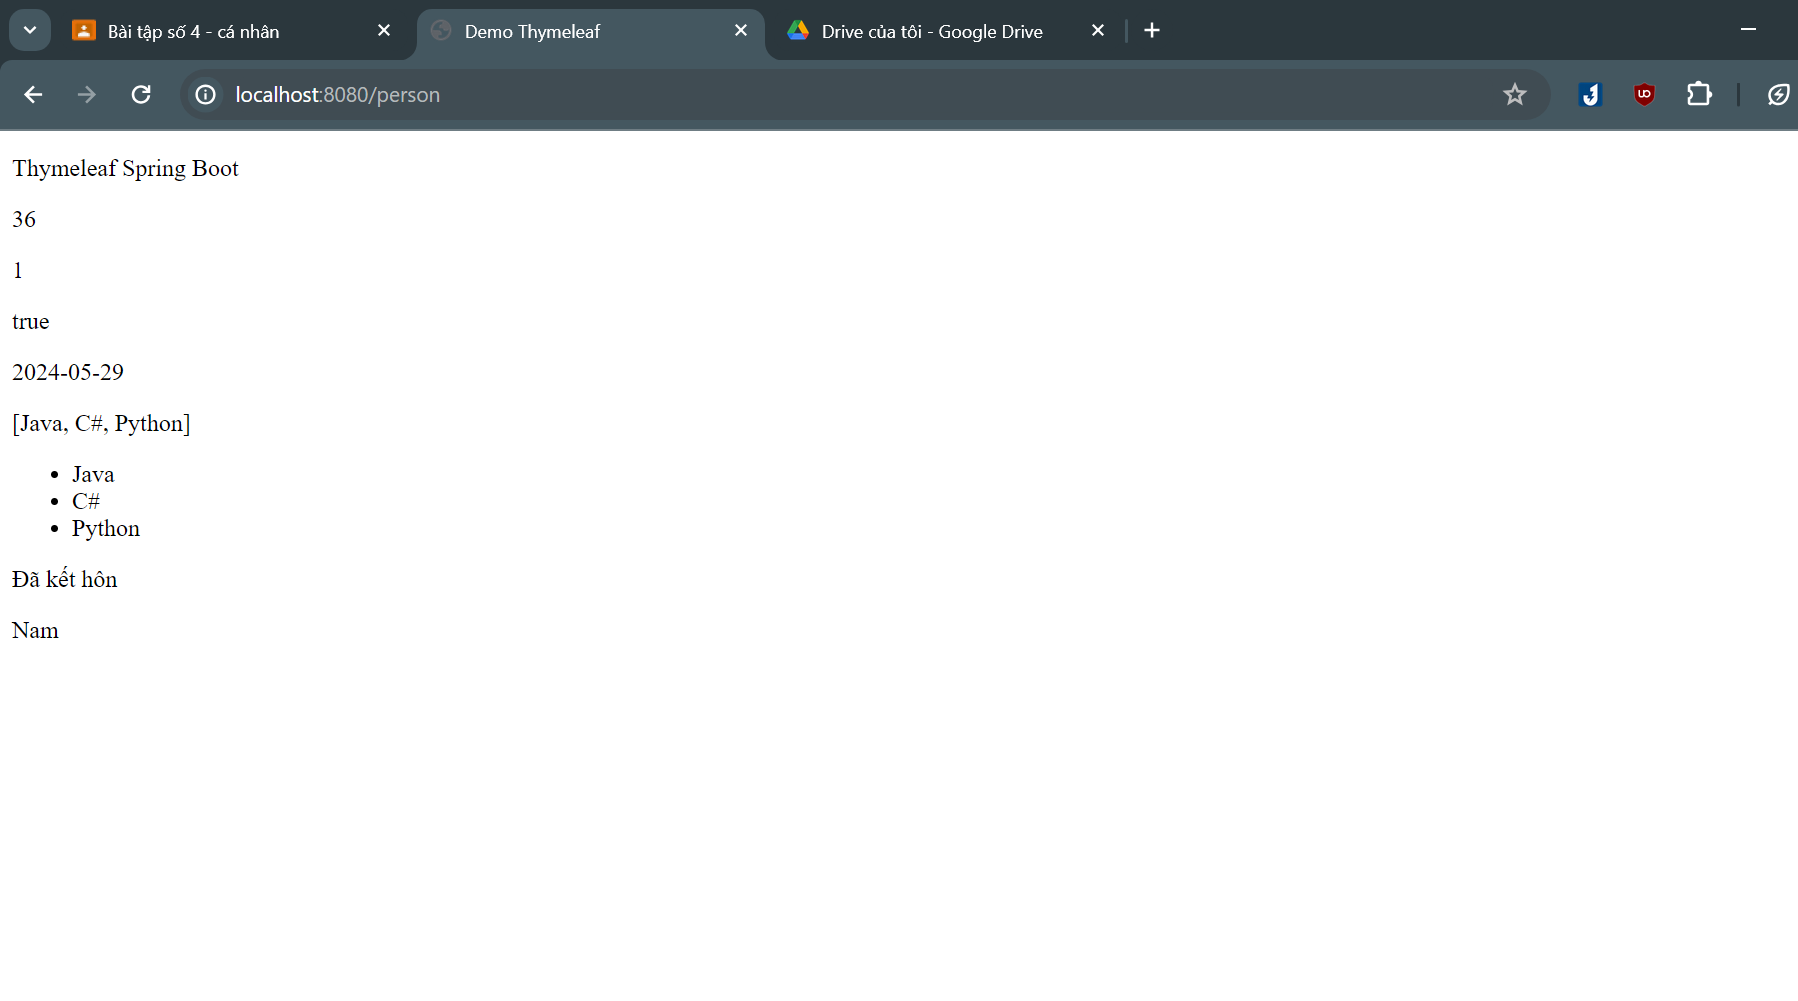 Bài tập số 4 - cá nhân
Demo Thymeleaf
Drive của tôi - Google Drive
localhost:8080/person
Thymeleaf Spring Boot
36
1
true
2024-05-29
[Java, C#, Python]
Java
C#
Python
Đã kết hôn
Nam